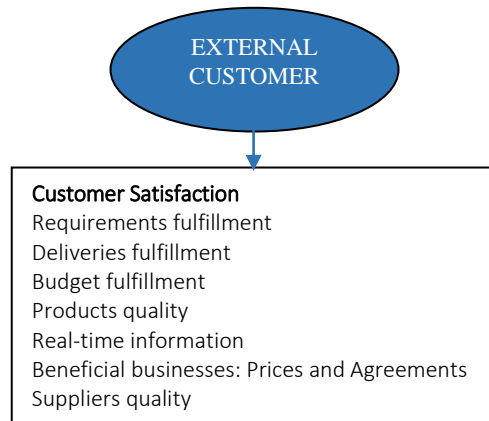 EXTERNAL
CUSTOMER
Customer Satisfaction
Requirements fulfillment
Deliveries fulfillment
Budget fulfillment
Products quality
Real-time information
Beneficial businesses: Prices and Agreements
Suppliers quality